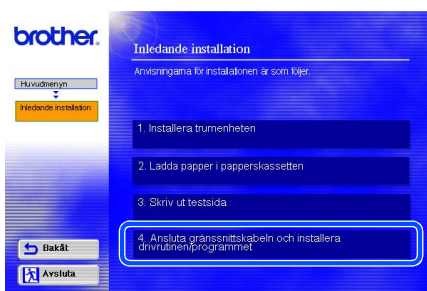 brother.
Huvudmenyn
Inledande installation
Bakåt
Avsluta
Inledande installation
Anvisningarna för installationen är som följer.
1. Installera trumenheten
2. Ladda papper i papperskassetten
3. Skriv ut testsida
4. Ansluta gränssnittskabeln och installera
drivrutinen/programmet